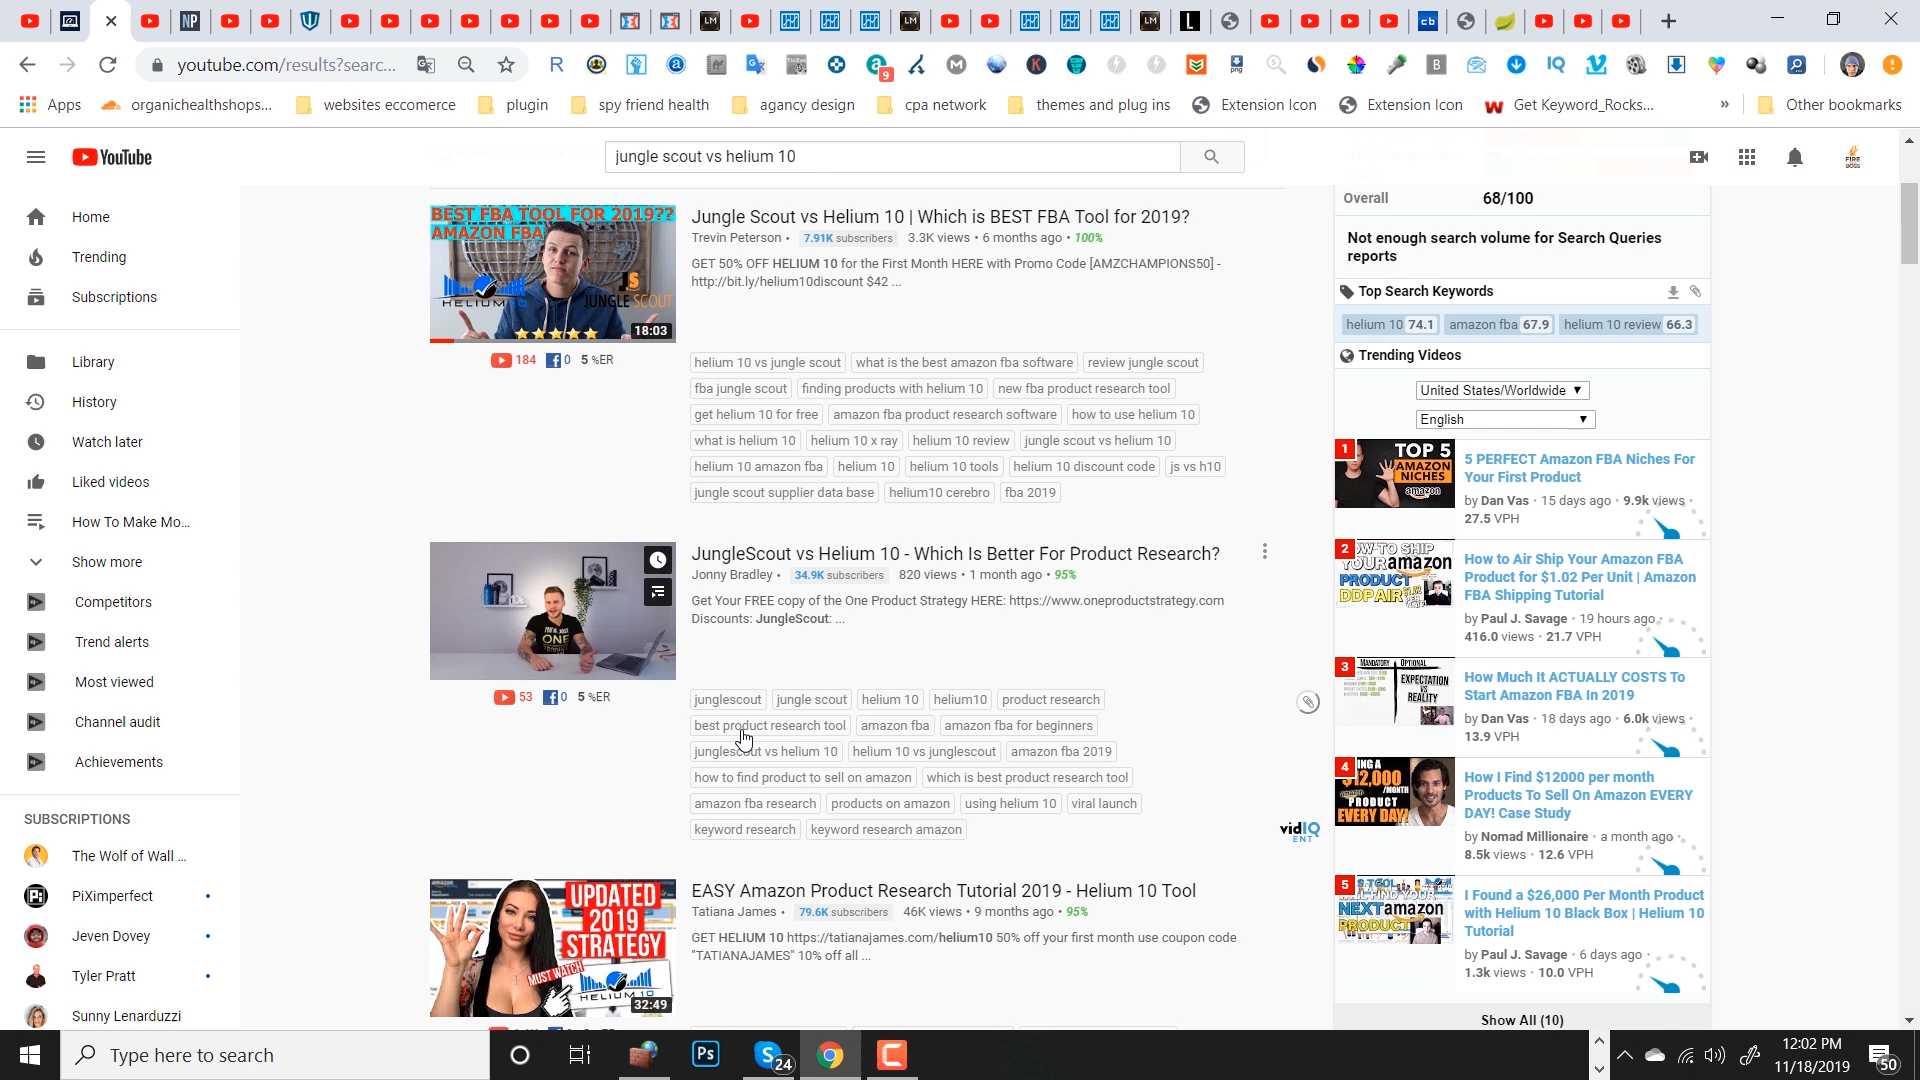 youtube.com/results?searc...
9
Apps
organichealthshops...
websites eccomerce
plugin
spy friend health
agancy design
cpa network
themes and plug ins
Extension Icon
Extension Icon
Get Keyword_Rocks...
»
Other bookmarks
YouTube
jungle scout vs helium 10
Home
Trending
Subscriptions
Library
History
Watch later
Liked videos
How To Make Mo...
Show more
Competitors
Trend alerts
Most viewed
Channel audit
Achievements
SUBSCRIPTIONS
The Wolf of Wall ...
PiXimperfect
Jeven Dovey
Tyler Pratt
Sunny Lenarduzzi
BEST FBA TOOL FOR 2019??
AMAZON FBA
HELIUM 10
JS
JUNGLE SCOUT
18:03
184 0 5 %ER
Jungle Scout vs Helium 10 | Which is BEST FBA Tool for 2019?
Trevin Peterson • 7.91K subscribers 3.3K views • 6 months ago • 100%
GET 50% OFF HELIUM 10 for the First Month HERE with Promo Code [AMZCHAMPIONS50] -
http://bit.ly/helium10discount $42 ...
helium 10 vs jungle scout what is the best amazon fba software review jungle scout
fba jungle scout finding products with helium 10 new fba product research tool
get helium 10 for free amazon fba product research software how to use helium 10
what is helium 10 helium 10 x ray helium 10 review jungle scout vs helium 10
helium 10 amazon fba helium 10 helium 10 tools helium 10 discount code js vs h10
jungle scout supplier data base helium10 cerebro fba 2019
53 0 5 %ER
JungleScout vs Helium 10 - Which Is Better For Product Research?
Jonny Bradley • 34.9K subscribers 820 views • 1 month ago • 95%
Get Your FREE copy of the One Product Strategy HERE: https://www.oneproductstrategy.com
Discounts: JungleScout: ...
junglescout jungle scout helium 10 helium10 product research
best product research tool amazon fba amazon fba for beginners
junglescout vs helium 10 helium 10 vs junglescout amazon fba 2019
how to find product to sell on amazon which is best product research tool
amazon fba research products on amazon using helium 10 viral launch
keyword research keyword research amazon
vidIQ
ENT
UPDATED
2019
STRATEGY
MUST WATCH
HELIUM 10
32:49
EASY Amazon Product Research Tutorial 2019 - Helium 10 Tool
Tatiana James • 79.6K subscribers 46K views • 9 months ago • 95%
GET HELIUM 10 https://tatianajames.com/helium10 50% off your first month use coupon code
"TATIANAJAMES" 10% off all ...
Overall 68/100
Not enough search volume for Search Queries
reports
Top Search Keywords
helium 10 74.1 amazon fba 67.9 helium 10 review 66.3
Trending Videos
United States/Worldwide
English
1
TOP 5
AMAZON
NICHES
amazon
5 PERFECT Amazon FBA Niches For
Your First Product
by Dan Vas • 15 days ago • 9.9k views •
27.5 VPH
2
How to Air Ship Your Amazon FBA
Product for $1.02 Per Unit | Amazon
FBA Shipping Tutorial
by Paul J. Savage • 19 hours ago •
416.0 views • 21.7 VPH
3
MANDATORY OPTIONAL
EXPECTATION
VS
REALITY
How Much It ACTUALLY COSTS To
Start Amazon FBA In 2019
by Dan Vas • 18 days ago • 6.0k views •
13.9 VPH
4
$12,000
/MONTH
PRODUCT
EVERY DAY!
How I Find $12000 per month
Products To Sell On Amazon EVERY
DAY! Case Study
by Nomad Millionaire • a month ago •
8.5k views • 12.6 VPH
5
NEXT amazon
PRODUCT
I Found a $26,000 Per Month Product
with Helium 10 Black Box | Helium 10
Tutorial
by Paul J. Savage • 6 days ago •
1.3k views • 10.0 VPH
Show All (10)
Type here to search
Ps
24
12:02 PM
11/18/2019
50